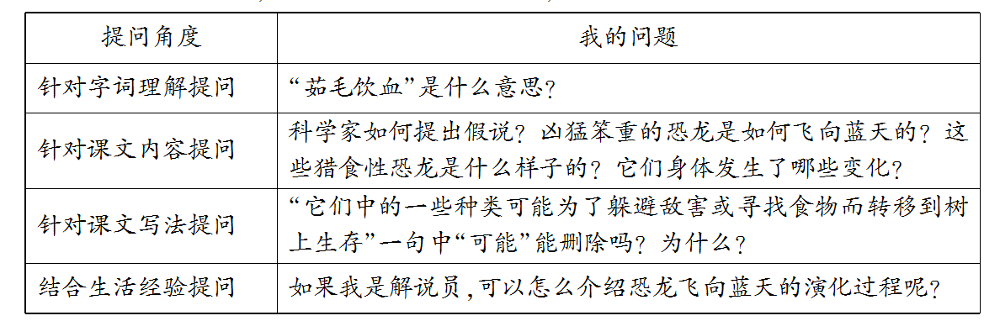 提问角度 我的问题
针对字词理解提问 “茹毛饮血”是什么意思?
针对课文内容提问 科学家如何提出假说? 凶猛笨重的恐龙是如何飞向蓝天的? 这
些猎食性恐龙是什么样子的? 它们身体发生了哪些变化?
针对课文写法提问 “它们中的一些种类可能为了躲避敌害或寻找食物而转移到树
上生存”一句中“可能”能删除吗? 为什么?
结合生活经验提问 如果我是解说员,可以怎么介绍恐龙飞向蓝天的演化过程呢?